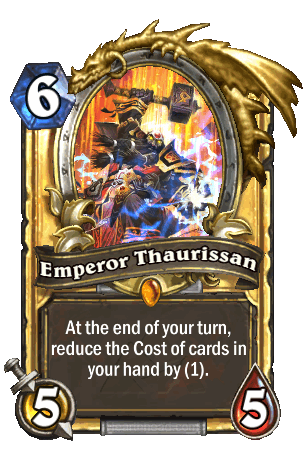 6
Emperor Thaurissan
At the end of your turn,
reduce the Cost of cards in
your hand by (1).
5
5